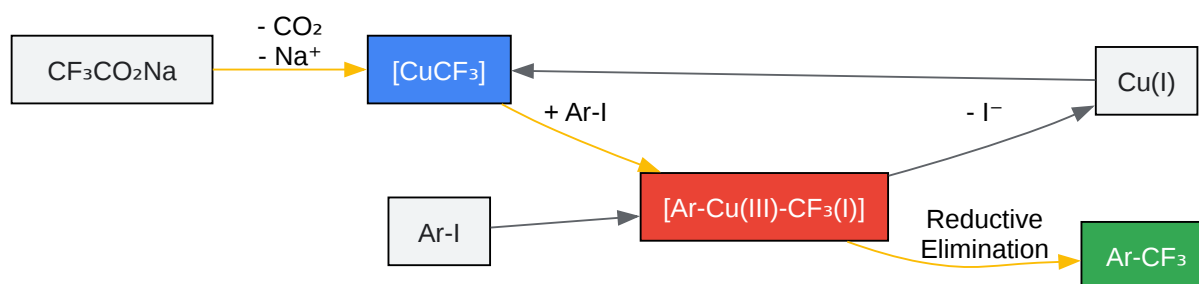 - CO₂
- Na⁺
CF₃CO₂Na
[CuCF₃]
Cu(I)
+ Ar-I
- I⁻
[Ar-Cu(III)-CF₃(I)]
Ar-I
Reductive
Elimination
Ar-CF₃